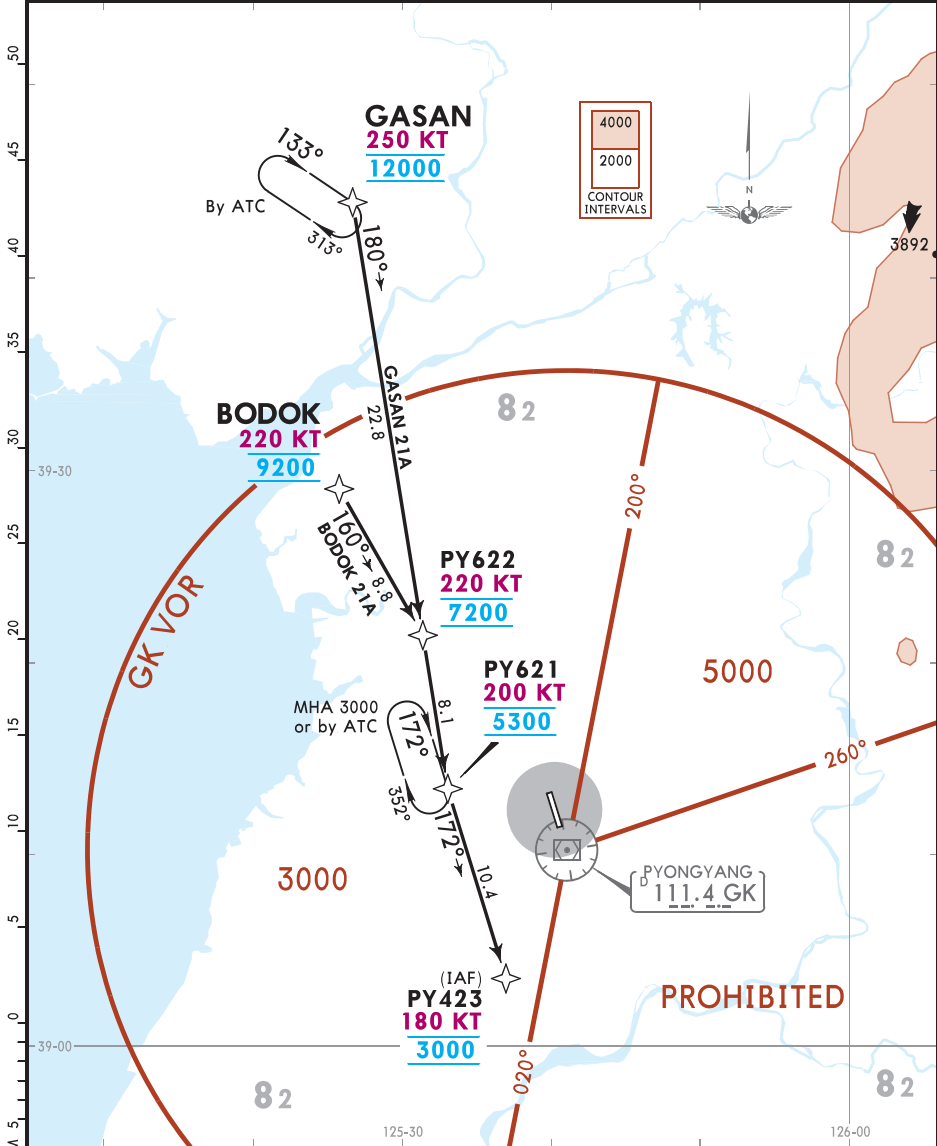 50
45
40
35
30
25
20
15
10
5
0
5
GASAN
250 KT
12000
133°
By ATC
313°
180°
4000
2000
CONTOUR
INTERVALS
N
3892
GASAN 21A
22.8
BODOK
220 KT
9200
8 2
39-30
200°
160°
8.8
BODOK 21A
PY622
220 KT
7200
8 2
GK VOR
PY621
200 KT
5300
5000
MHA 3000
or by ATC
172°
352°
8.1
260°
172°
10.4
3000
PYONGYANG
D 111.4 GK
(IAF)
PY423
180 KT
3000
PROHIBITED
39-00
020°
8 2
8 2
125-30
126-00